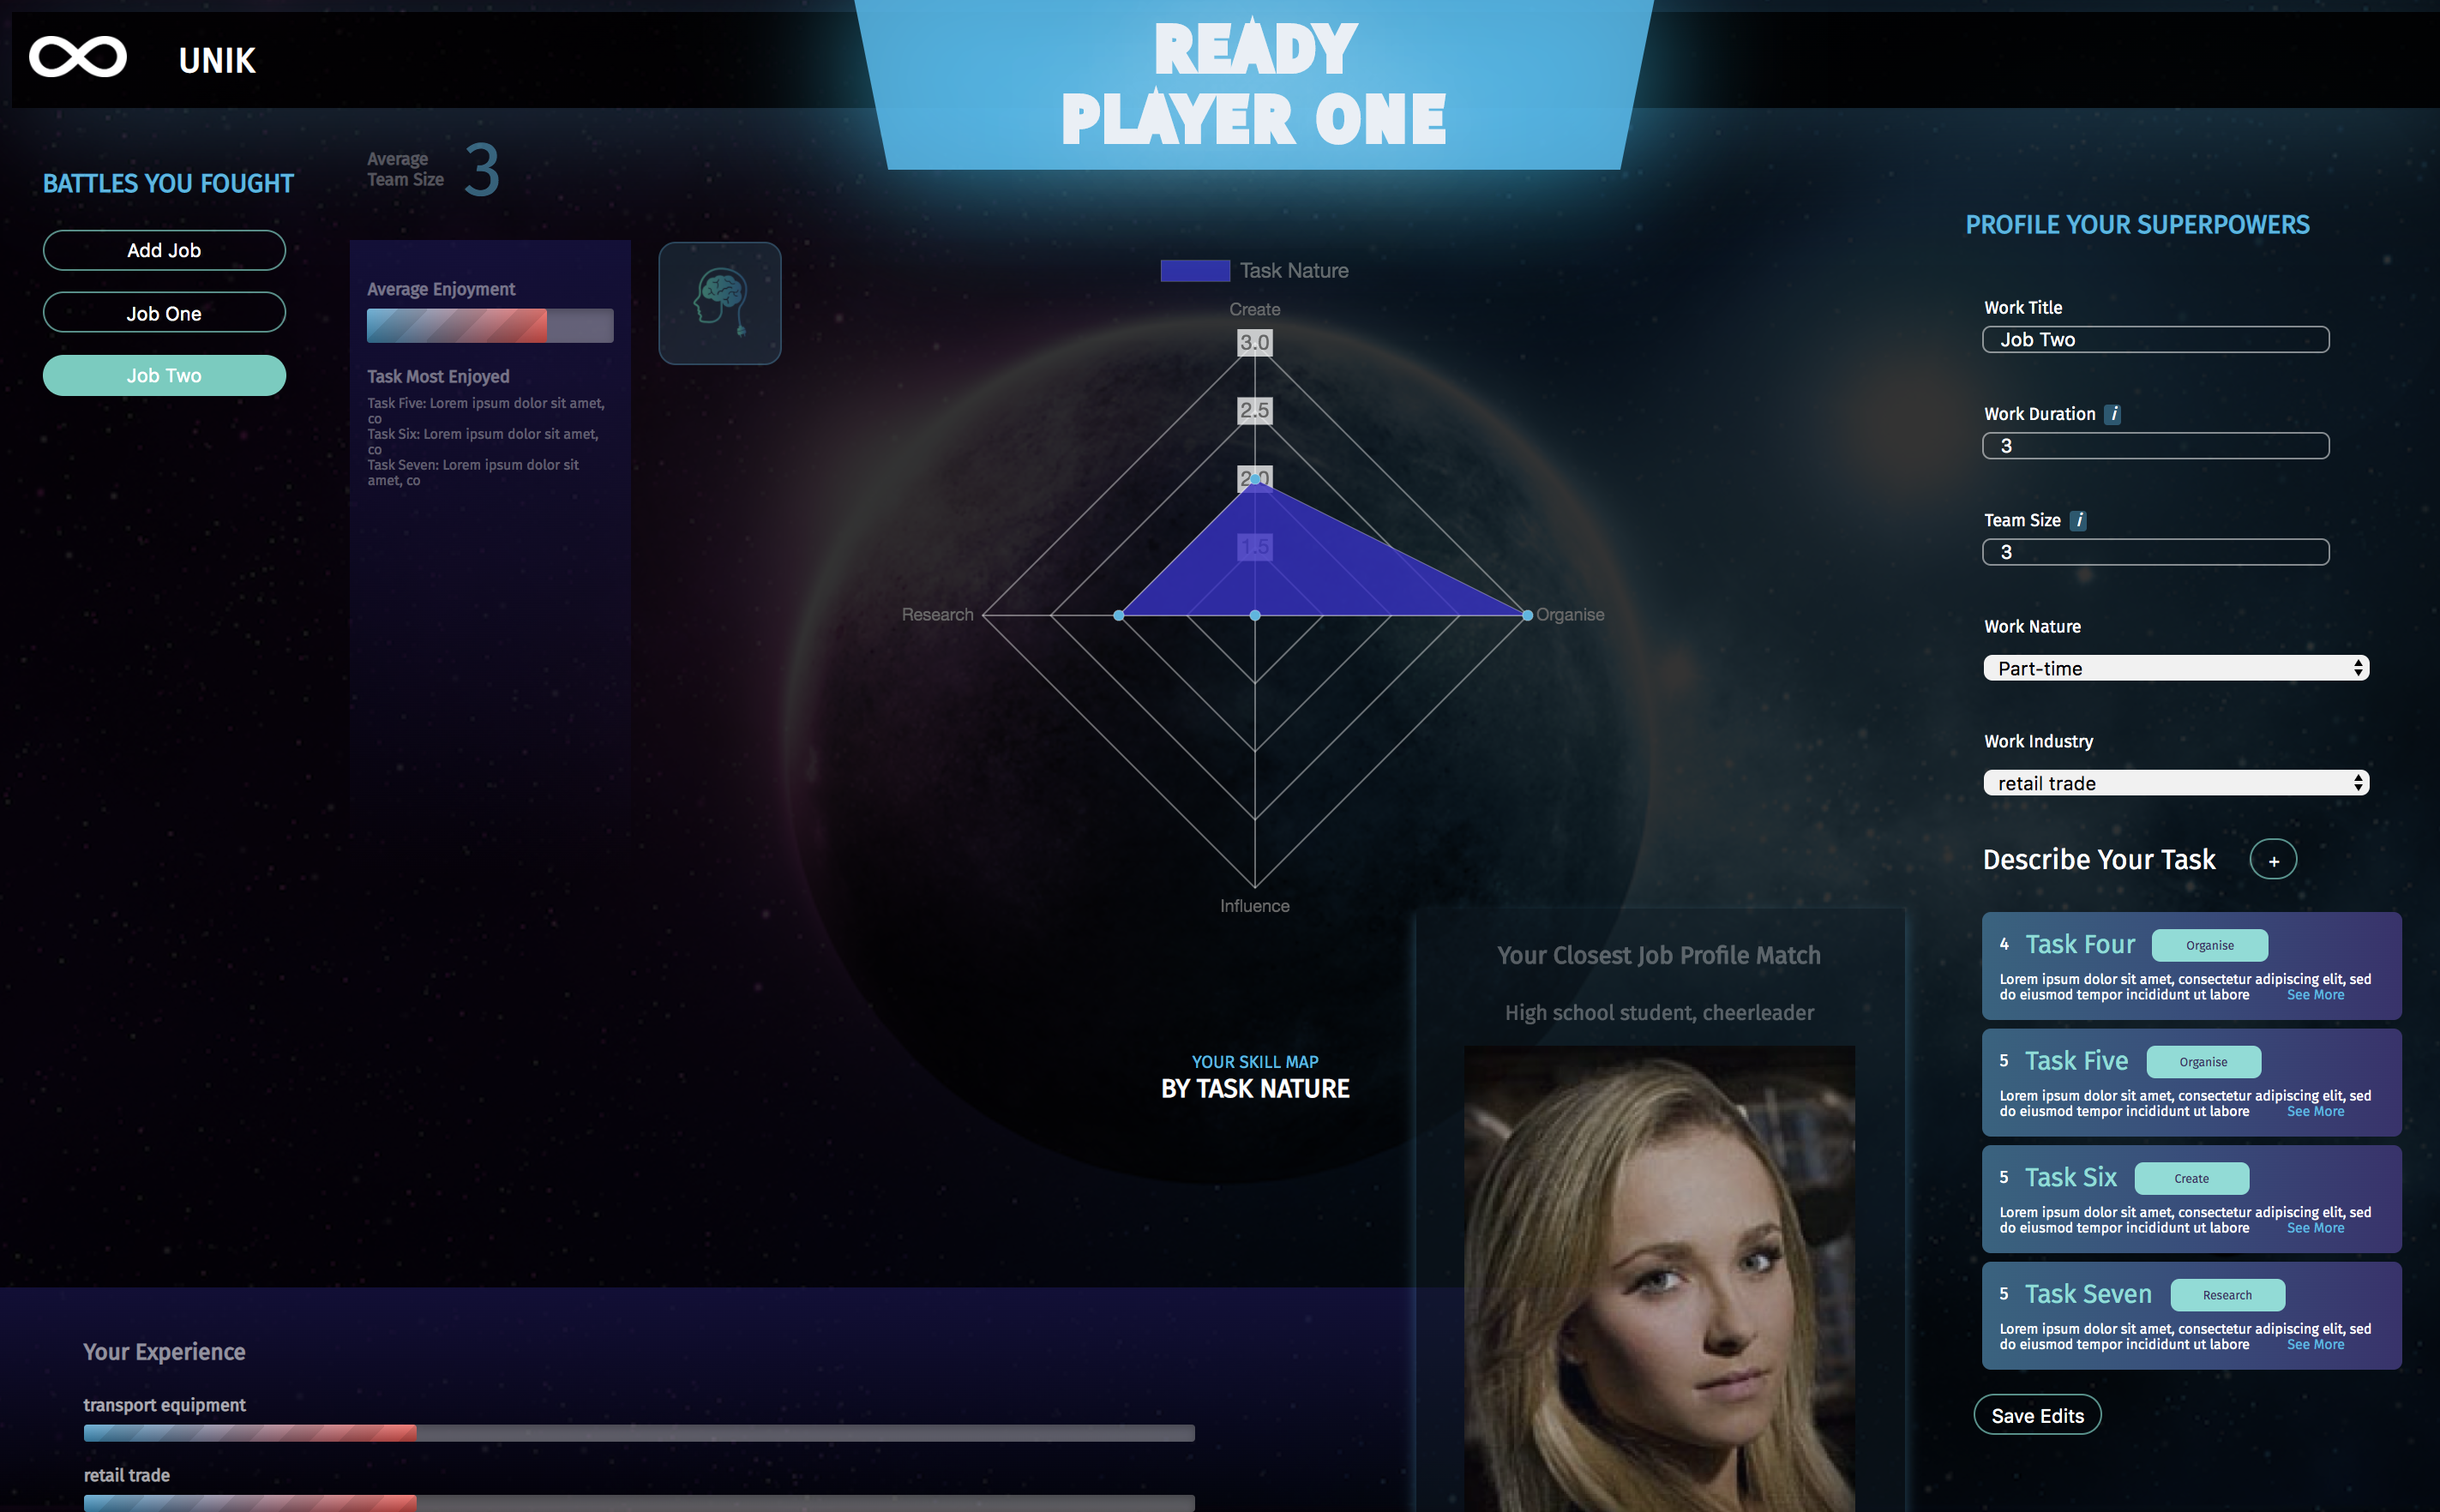 UNIK
READY
PLAYER ONE
BATTLES YOU FOUGHT
Add Job
Job One
Job Two
Average
Team Size
3
Average Enjoyment
Task Most Enjoyed
Task Five: Lorem ipsum dolor sit amet,
co
Task Six: Lorem ipsum dolor sit amet,
co
Task Seven: Lorem ipsum dolor sit
amet, co
Task Nature
Create
3.0
2.5
2.0
1.5
Research
Organise
Influence
YOUR SKILL MAP
BY TASK NATURE
Your Closest Job Profile Match
High school student, cheerleader
Your Experience
transport equipment
retail trade
PROFILE YOUR SUPERPOWERS
Work Title
Job Two
Work Duration i
3
Team Size i
3
Work Nature
Part-time
Work Industry
retail trade
Describe Your Task +
4 Task Four Organise
Lorem ipsum dolor sit amet, consectetur adipiscing elit, sed
do eiusmod tempor incididunt ut labore See More
5 Task Five Organise
Lorem ipsum dolor sit amet, consectetur adipiscing elit, sed
do eiusmod tempor incididunt ut labore See More
5 Task Six Create
Lorem ipsum dolor sit amet, consectetur adipiscing elit, sed
do eiusmod tempor incididunt ut labore See More
5 Task Seven Research
Lorem ipsum dolor sit amet, consectetur adipiscing elit, sed
do eiusmod tempor incididunt ut labore See More
Save Edits